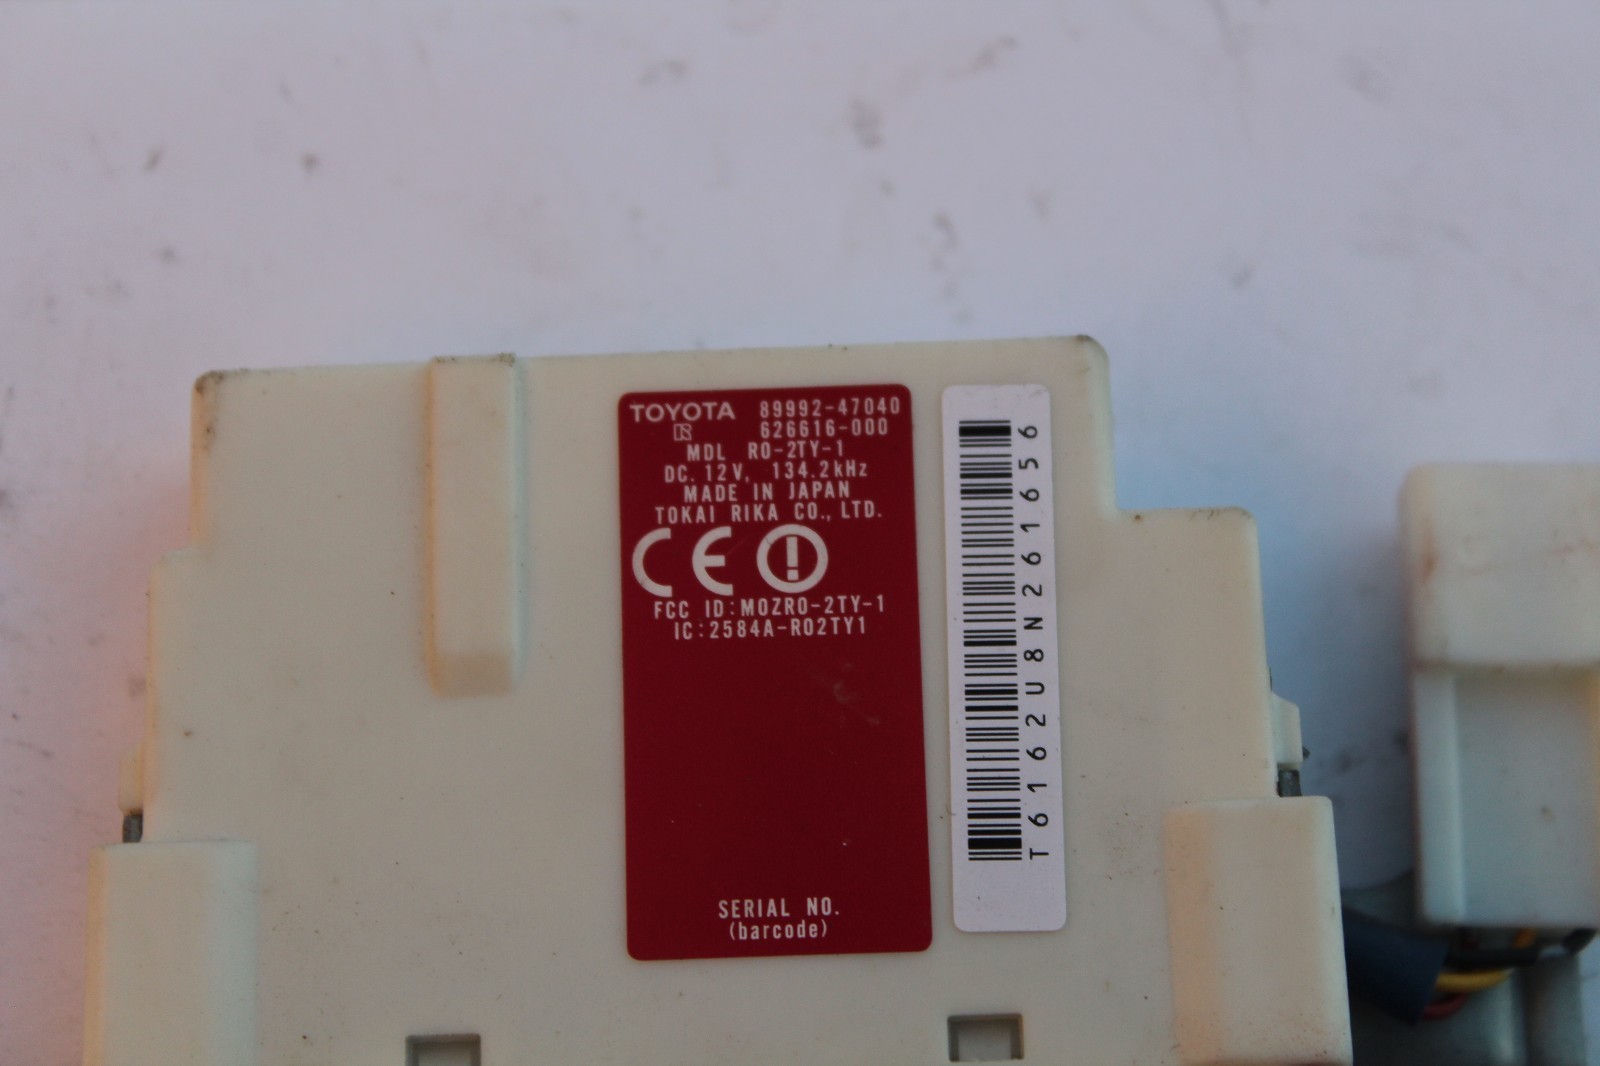 TOYOTA 89992-47040
R 626616-000
MDL RO-2TY-1
DC. 12V, 134.2kHz
MADE IN JAPAN
TOKAI RIKA CO., LTD.
CE
FCC ID:MOZRO-2TY-1
IC:2584A-RO2TY1
SERIAL NO.
(barcode)
T6162U8N261656